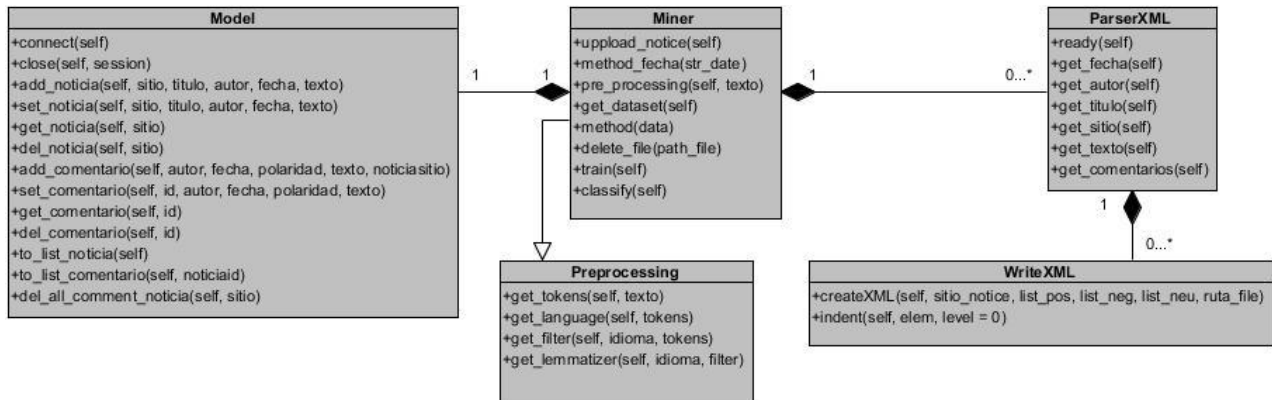 Model
+connect(self)
+close(self, session)
+add_noticia(self, sitio, titulo, autor, fecha, texto)
+set_noticia(self, sitio, titulo, autor, fecha, texto)
+get_noticia(self, sitio)
+del_noticia(self, sitio)
+add_comentario(self, autor, fecha, polaridad, texto, noticiasitio)
+set_comentario(self, id, autor, fecha, polaridad, texto)
+get_comentario(self, id)
+del_comentario(self, id)
+to_list_noticia(self)
+to_list_comentario(self, noticiaid)
+del_all_comment_noticia(self, sitio)
1
1
Miner
+uppload_notice(self)
+method_fecha(str_date)
+pre_processing(self, texto)
+get_dataset(self)
+method(data)
+delete_file(path_file)
+train(self)
+classify(self)
1
0...*
ParserXML
+ready(self)
+get_fecha(self)
+get_autor(self)
+get_titulo(self)
+get_sitio(self)
+get_texto(self)
+get_comentarios(self)
1
0...*
Preprocessing
+get_tokens(self, texto)
+get_language(self, tokens)
+get_filter(self, idioma, tokens)
+get_lemmatizer(self, idioma, filter)
WriteXML
+createXML(self, sitio_notice, list_pos, list_neg, list_neu, ruta_file)
+indent(self, elem, level = 0)